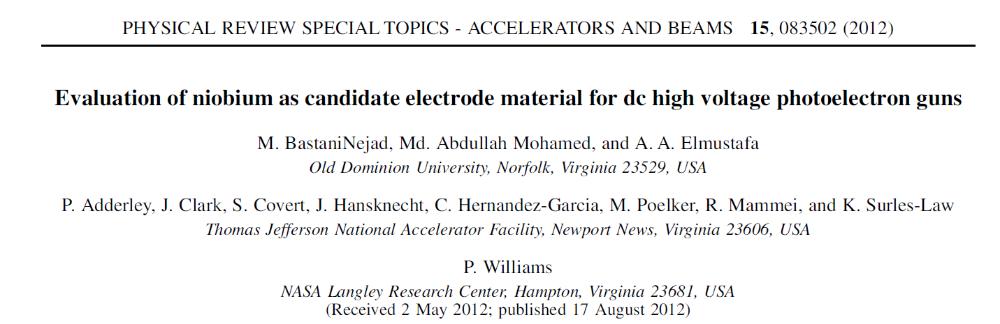 PHYSICAL REVIEW SPECIAL TOPICS - ACCELERATORS AND BEAMS 15, 083502 (2012)
Evaluation of niobium as candidate electrode material for dc high voltage photoelectron guns
M. BastaniNejad, Md. Abdullah Mohamed, and A. A. Elmustafa
Old Dominion University, Norfolk, Virginia 23529, USA
P. Adderley, J. Clark, S. Covert, J. Hansknecht, C. Hernandez-Garcia, M. Poelker, R. Mammei, and K. Surles-Law
Thomas Jefferson National Accelerator Facility, Newport News, Virginia 23606, USA
P. Williams
NASA Langley Research Center, Hampton, Virginia 23681, USA
(Received 2 May 2012; published 17 August 2012)